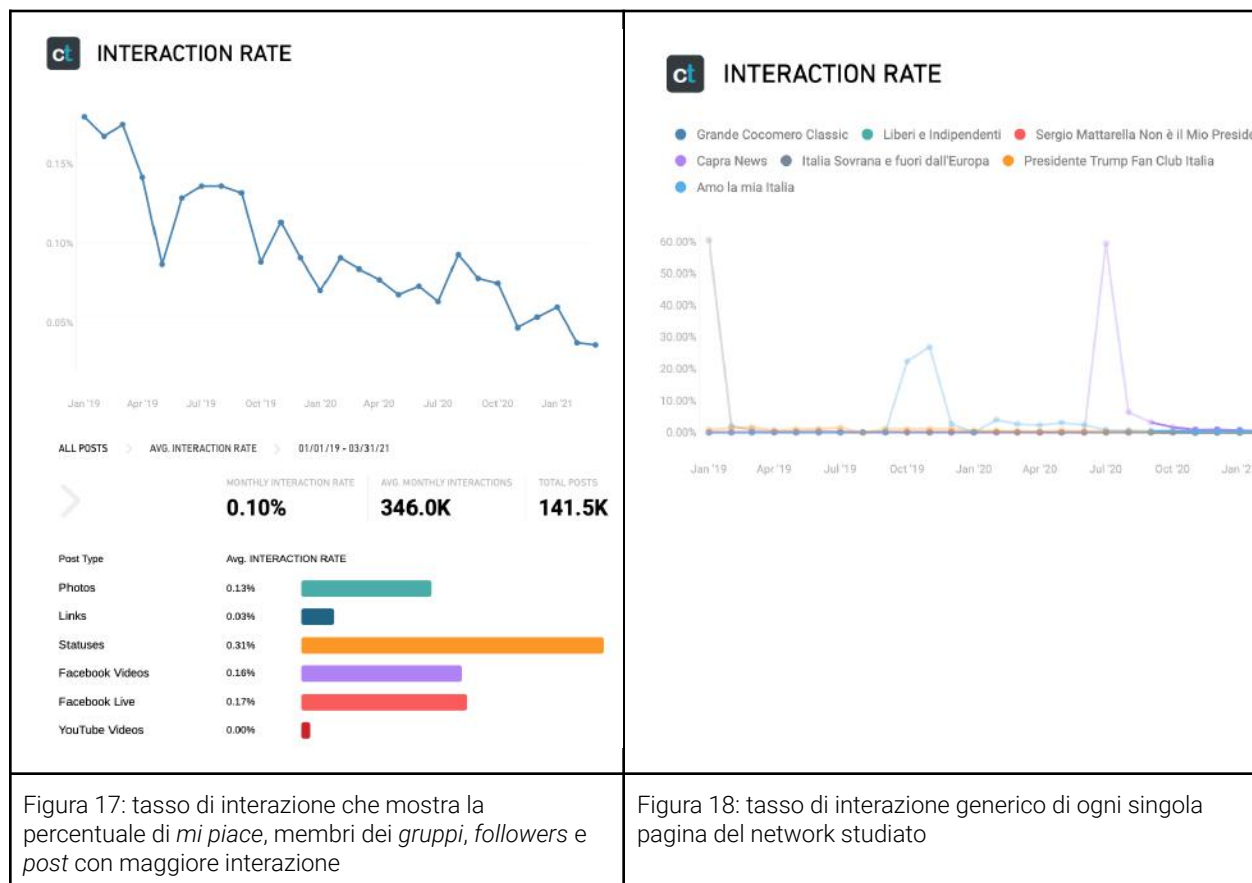 ct INTERACTION RATE
0.15%
0.10%
0.05%
Jan '19 Apr '19 Jul '19 Oct '19 Jan '20 Apr '20 Jul '20 Oct '20 Jan '21
ALL POSTS AVG. INTERACTION RATE 01/01/19 - 03/31/21
MONTHLY INTERACTION RATE AVG. MONTHLY INTERACTIONS TOTAL POSTS
0.10% 346.0K 141.5K
Post Type Avg. INTERACTION RATE
Photos 0.13%
Links 0.03%
Statuses 0.31%
Facebook Videos 0.16%
Facebook Live 0.17%
YouTube Videos 0.00%
Figura 17: tasso di interazione che mostra la
percentuale di mi piace, membri dei gruppi, followers e
post con maggiore interazione
ct INTERACTION RATE
Grande Cocomero Classic Liberi e Indipendenti Sergio Mattarella Non è il Mio Preside
Capra News Italia Sovrana e fuori dall'Europa Presidente Trump Fan Club Italia
Amo la mia Italia
60.00%
50.00%
40.00%
30.00%
20.00%
10.00%
0.00%
Jan '19 Apr '19 Jul '19 Oct '19 Jan '20 Apr '20 Jul '20 Oct '20 Jan '2
Figura 18: tasso di interazione generico di ogni singola
pagina del network studiato